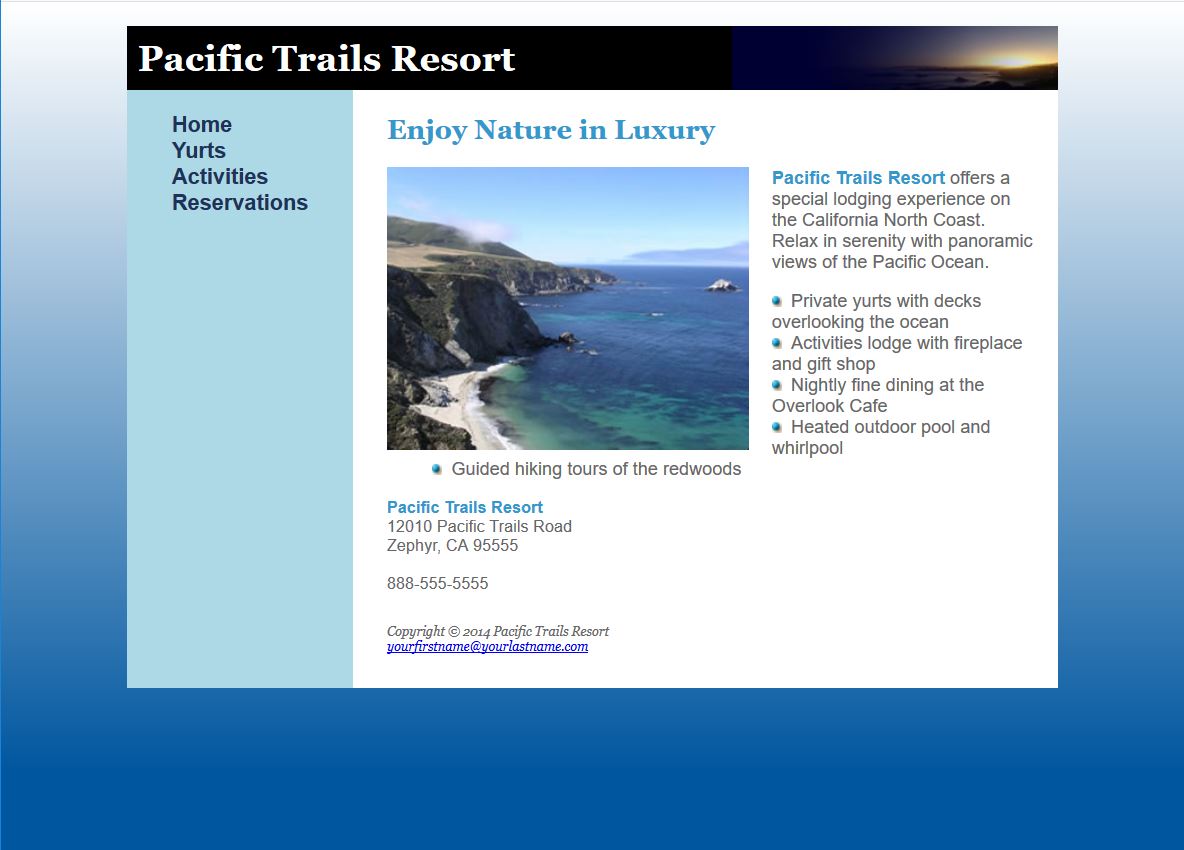 Pacific Trails Resort
Home
Yurts
Activities
Reservations
Enjoy Nature in Luxury
Pacific Trails Resort offers a
special lodging experience on
the California North Coast.
Relax in serenity with panoramic
views of the Pacific Ocean.
Private yurts with decks
overlooking the ocean
Activities lodge with fireplace
and gift shop
Nightly fine dining at the
Overlook Cafe
Heated outdoor pool and
whirlpool
Guided hiking tours of the redwoods
Pacific Trails Resort
12010 Pacific Trails Road
Zephyr, CA 95555
888-555-5555
Copyright © 2014 Pacific Trails Resort
yourfirstname@yourlastname.com